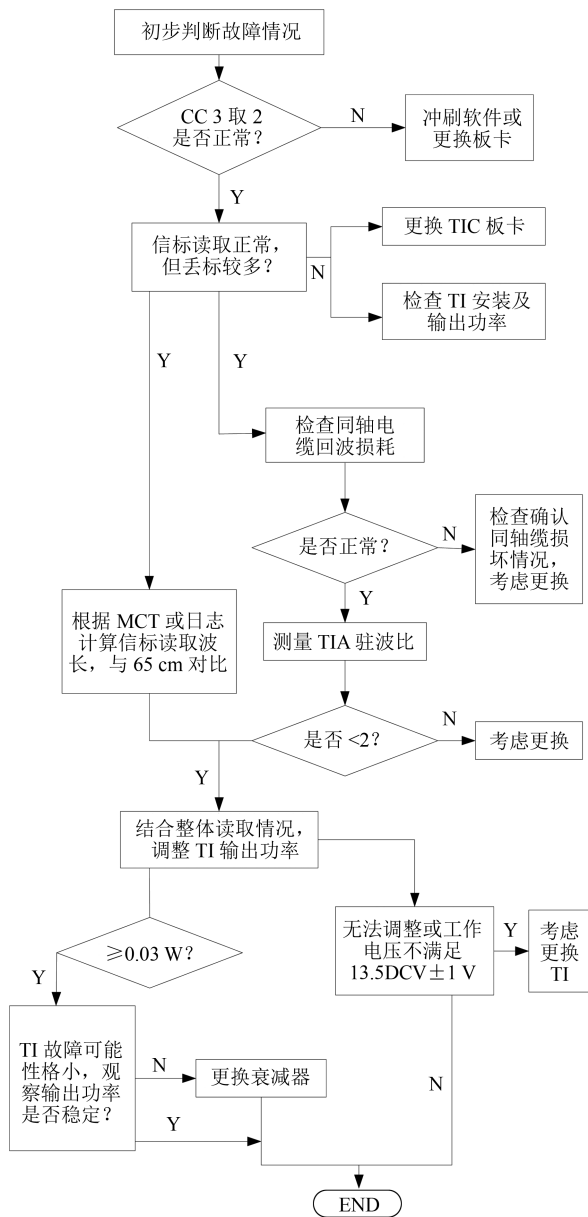 初步判断故障情况
CC 3 取 2
是否正常？
N
冲刷软件或
更换板卡
Y
信标读取正常，
但丢标较多？
N
更换 TIC 板卡
检查 TI 安装及
输出功率
Y
Y
检查同轴电
缆回波损耗
是否正常？
N
检查确认
同轴缆损
坏情况，
考虑更换
Y
根据 MCT 或日志
计算信标读取波
长，与 65 cm 对比
测量 TIA 驻波比
是否 <2？
N
考虑更换
Y
结合整体读取情况，
调整 TI 输出功率
≥0.03 W？
Y
无法调整或工作
电压不满足
13.5DCV±1 V
Y
考虑
更换
TI
TI 故障可能
性格小，观
察输出功率
是否稳定？
N
更换衰减器
Y
N
END